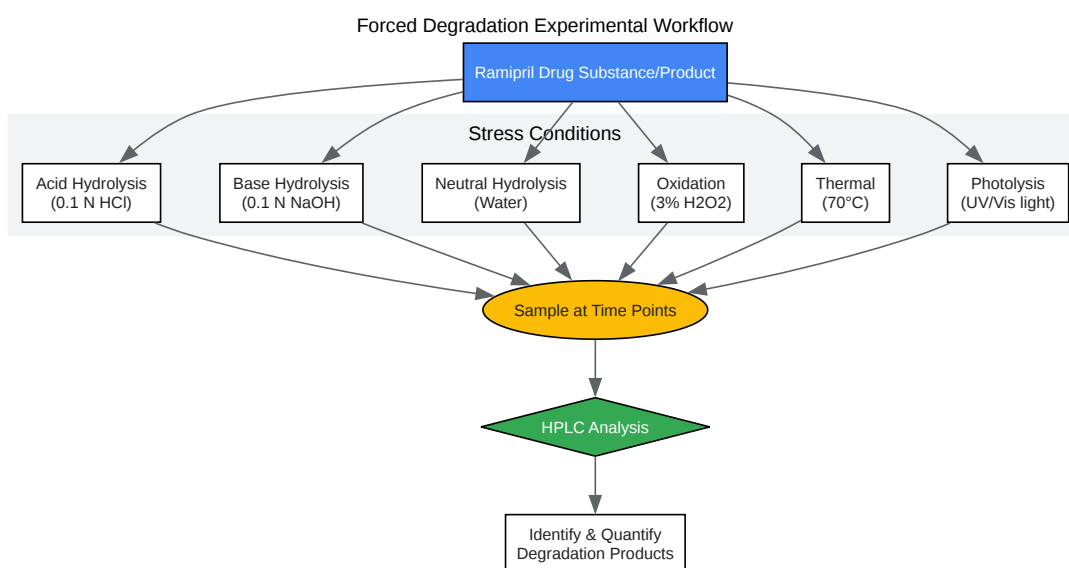 Forced Degradation Experimental Workflow
Ramipril Drug Substance/Product
Stress Conditions
Acid Hydrolysis
(0.1 N HCl)
Base Hydrolysis
(0.1 N NaOH)
Neutral Hydrolysis
(Water)
Oxidation
(3% H2O2)
Thermal
(70°C)
Photolysis
(UV/Vis light)
Sample at Time Points
HPLC Analysis
Identify & Quantify
Degradation Products